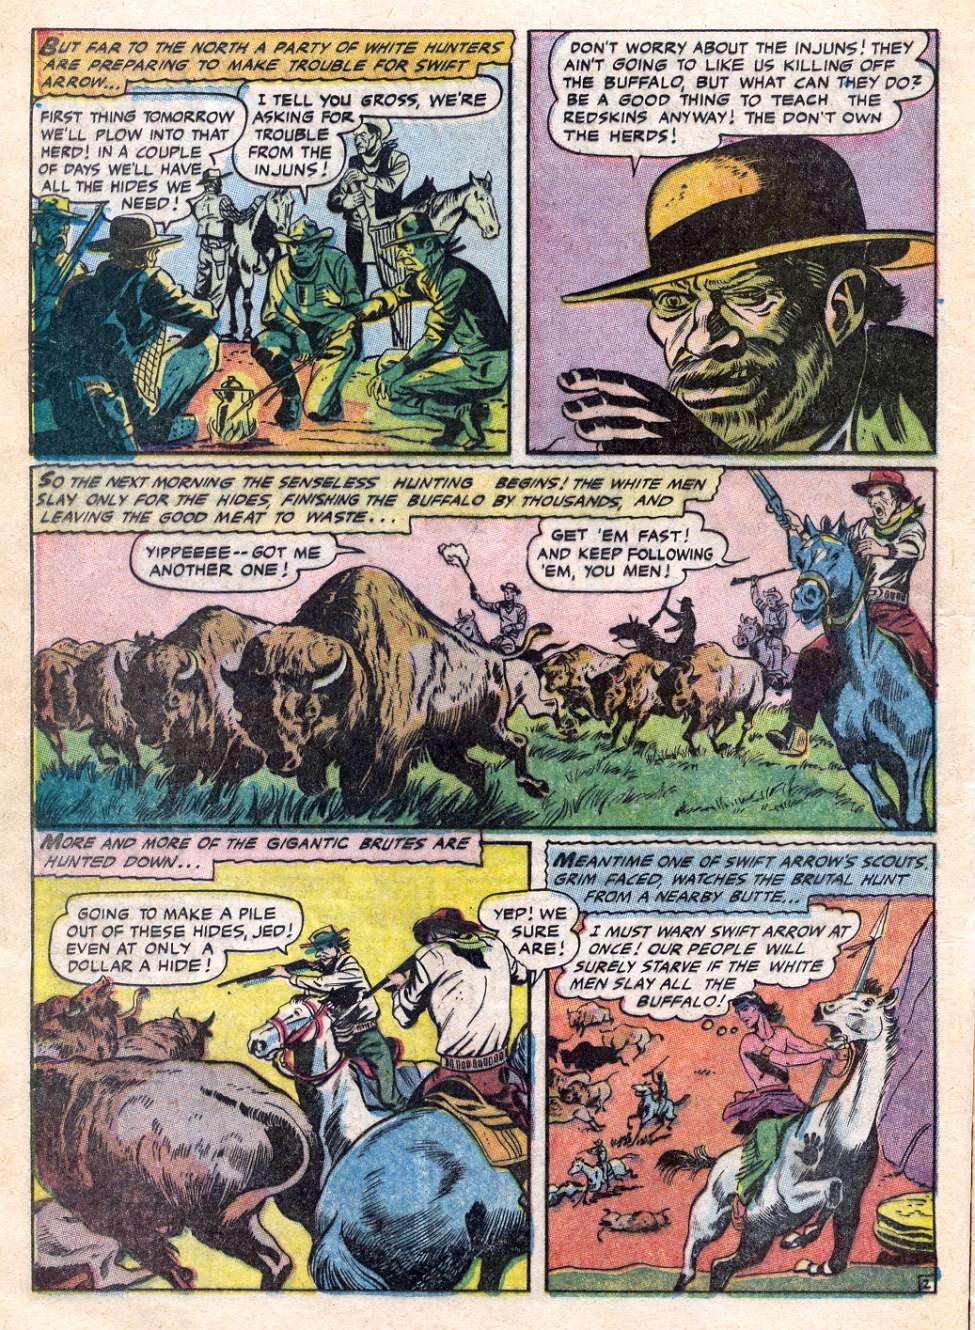 BUT FAR TO THE NORTH A PARTY OF WHITE HUNTERS
ARE PREPARING TO MAKE TROUBLE FOR SWIFT
ARROW...
FIRST THING TOMORROW
WE'LL PLOW INTO THAT
HERD! IN A COUPLE
OF DAYS WE'LL HAVE
ALL THE HIDES WE
NEED!
I TELL YOU GROSS, WE'RE
ASKING FOR
TROUBLE
FROM THE
INJUNS!
DON'T WORRY ABOUT THE INJUNS! THEY
AIN'T GOING TO LIKE US KILLING OFF
THE BUFFALO, BUT WHAT CAN THEY DO?
BE A GOOD THING TO TEACH THE
REDSKINS ANYWAY! THE DON'T OWN
THE HERDS!
SO THE NEXT MORNING THE SENSELESS HUNTING BEGINS! THE WHITE MEN
SLAY ONLY FOR THE HIDES, FINISHING THE BUFFALO BY THOUSANDS, AND
LEAVING THE GOOD MEAT TO WASTE...
YIPPEEEE--GOT ME
ANOTHER ONE!
GET 'EM FAST!
AND KEEP FOLLOWING
'EM, YOU MEN!
MORE AND MORE OF THE GIGANTIC BRUTES ARE
HUNTED DOWN...
GOING TO MAKE A PILE
OUT OF THESE HIDES, JED!
EVEN AT ONLY A
DOLLAR A HIDE!
YEP! WE
SURE
ARE!
MEANTIME ONE OF SWIFT ARROW'S SCOUTS,
GRIM FACED, WATCHES THE BRUTAL HUNT
FROM A NEARBY BUTTE...
I MUST WARN SWIFT ARROW AT
ONCE! OUR PEOPLE WILL
SURELY STARVE IF THE WHITE
MEN SLAY ALL THE
BUFFALO!
2